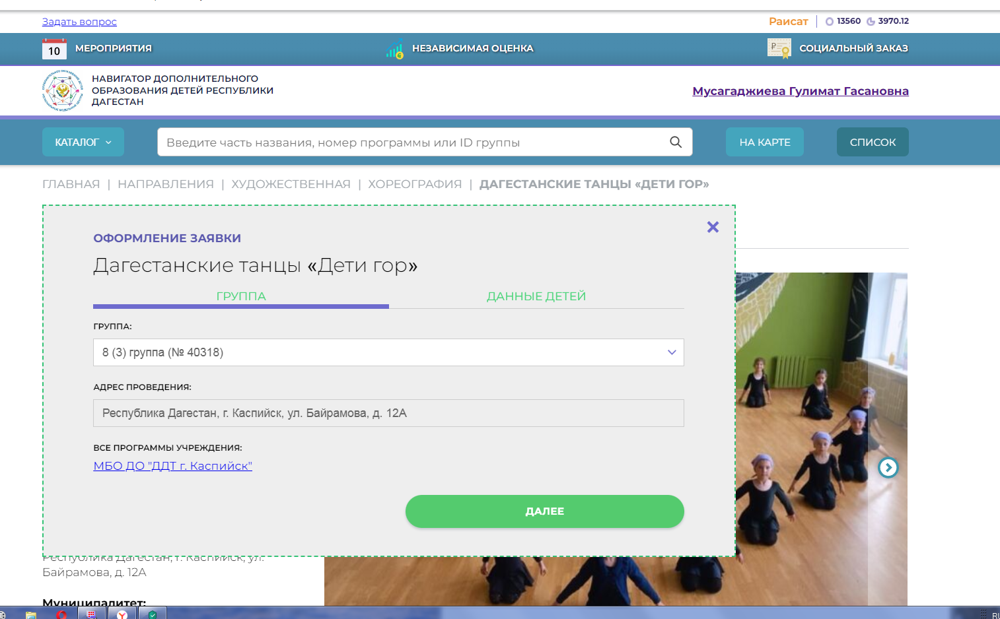 Задать вопрос
Раисат
13560
3970.12
10
МЕРОПРИЯТИЯ
НЕЗАВИСИМАЯ ОЦЕНКА
СОЦИАЛЬНЫЙ ЗАКАЗ
НАВИГАТОР ДОПОЛНИТЕЛЬНОГО
ОБРАЗОВАНИЯ ДЕТЕЙ РЕСПУБЛИКИ
ДАГЕСТАН
Мусагаджиева Гулимат Гасановна
КАТАЛОГ
Введите часть названия, номер программы или ID группы
НА КАРТЕ
СПИСОК
ГЛАВНАЯ | НАПРАВЛЕНИЯ | ХУДОЖЕСТВЕННАЯ | ХОРЕОГРАФИЯ | ДАГЕСТАНСКИЕ ТАНЦЫ «ДЕТИ ГОР»
ОФОРМЛЕНИЕ ЗАЯВКИ
Дагестанские танцы «Дети гор»
ГРУППА
ДАННЫЕ ДЕТЕЙ
ГРУППА:
8 (3) группа (№ 40318)
АДРЕС ПРОВЕДЕНИЯ:
Республика Дагестан, г. Каспийск, ул. Байрамова, д. 12А
ВСЕ ПРОГРАММЫ УЧРЕЖДЕНИЯ:
МБО ДО "ДДТ г. Каспийск"
ДАЛЕЕ
Республика Дагестан, г. Каспийск, ул.
Байрамова, д. 12А
Муниципалитет:
RU